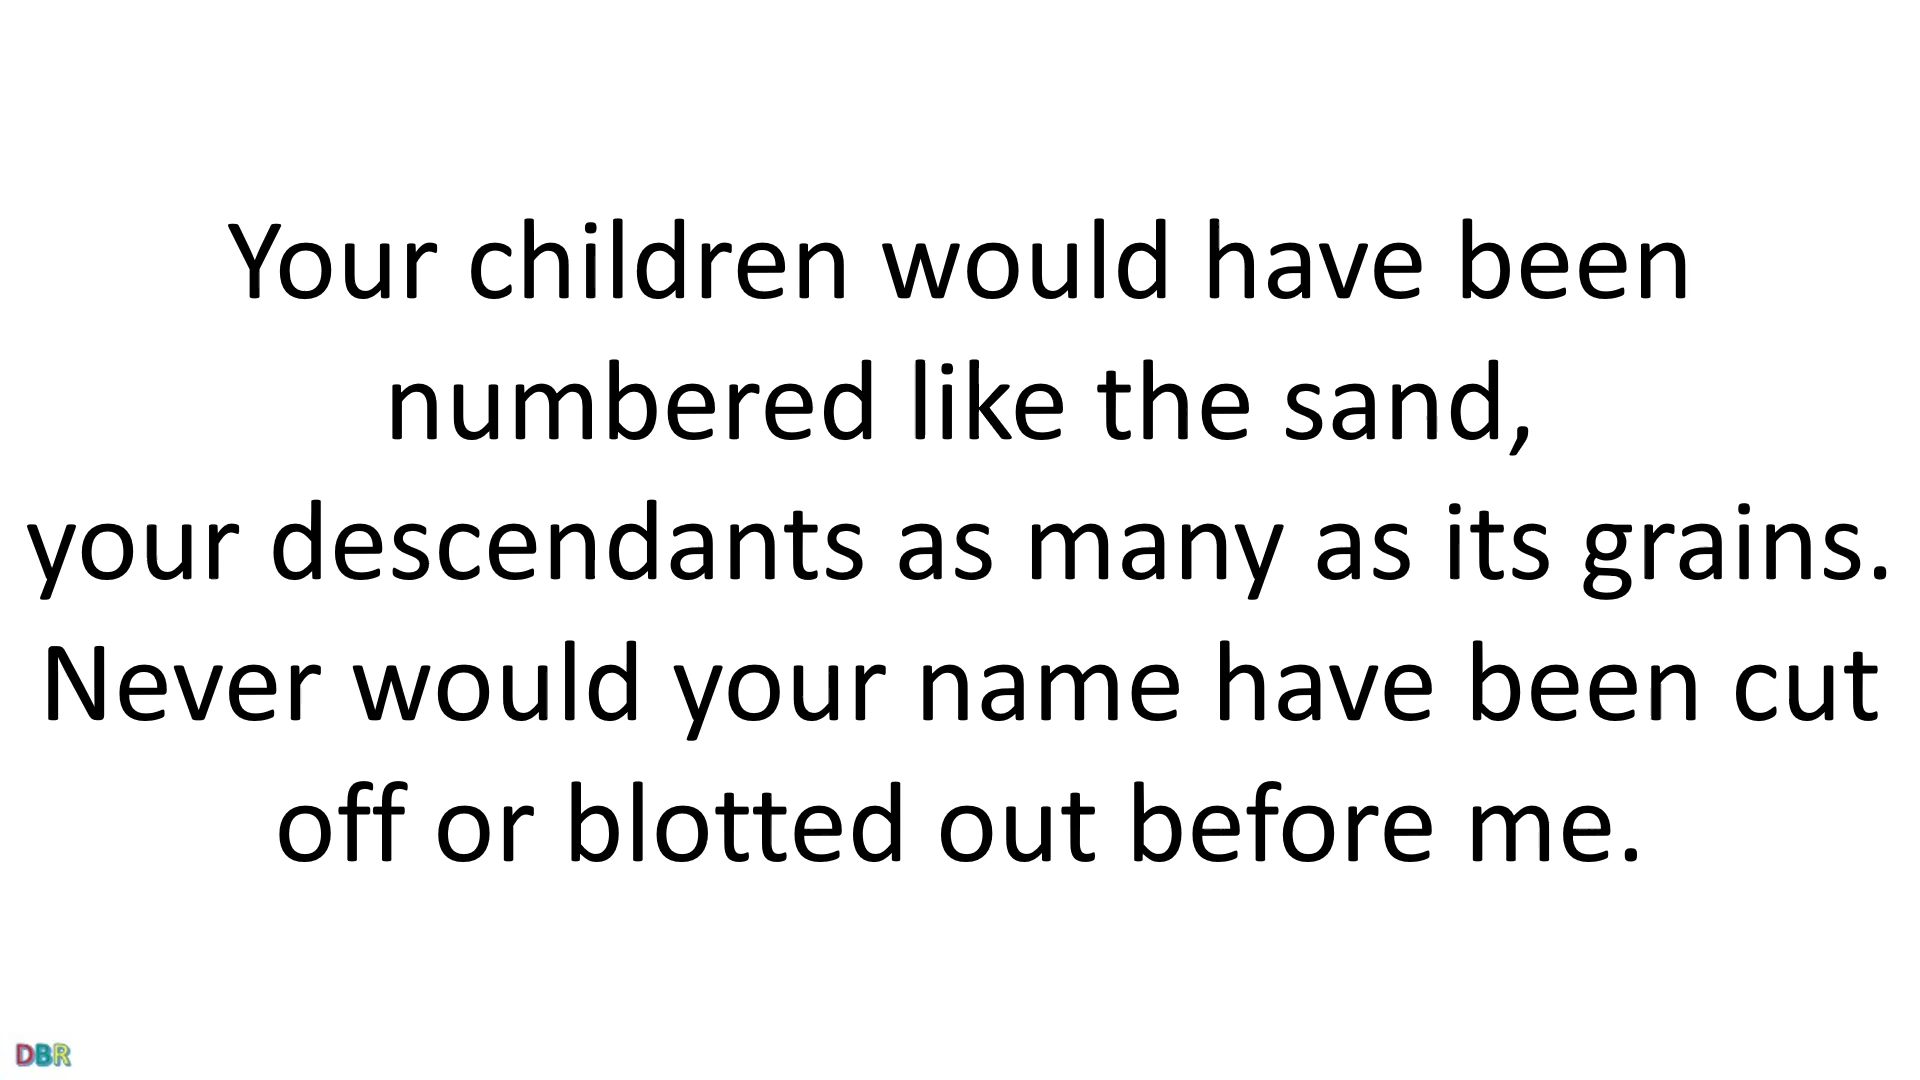 Your children would have been
numbered like the sand,
your descendants as many as its grains.
Never would your name have been cut
off or blotted out before me.
DBR